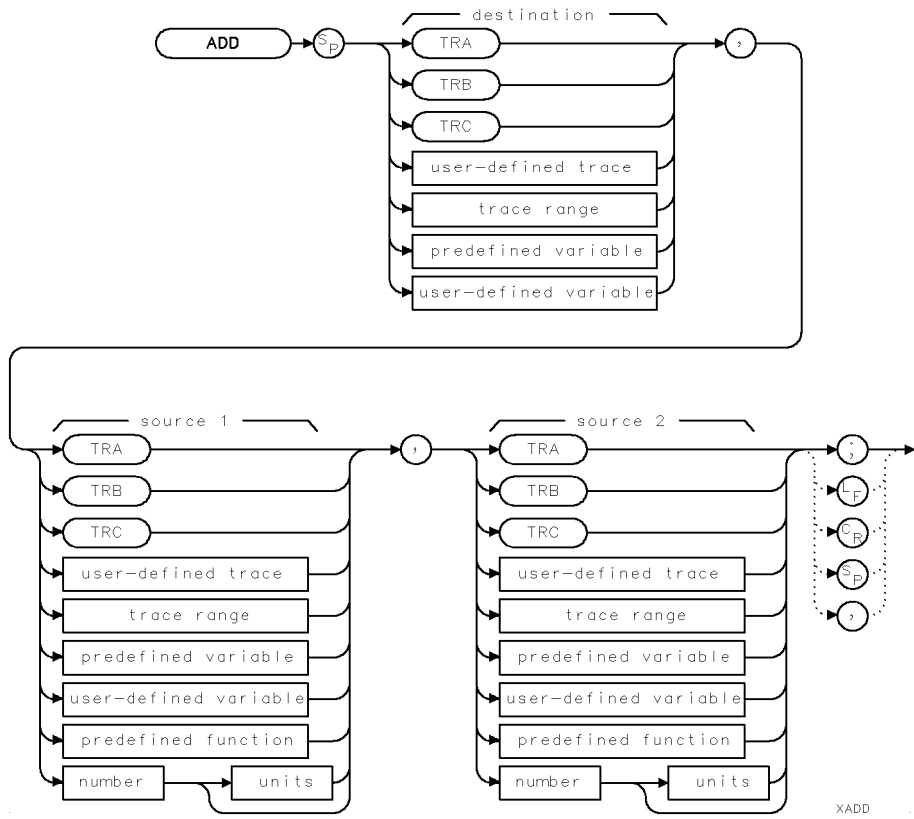 destination
ADD SP TRA ,
TRB
TRC
user-defined trace
trace range
predefined variable
user-defined variable
source 1
TRA ,
TRB
TRC
user-defined trace
trace range
predefined variable
user-defined variable
predefined function
number units
source 2
TRA ;
TRB LF
TRC CR
user-defined trace SP
trace range ,
predefined variable
user-defined variable
predefined function
number units
XADD